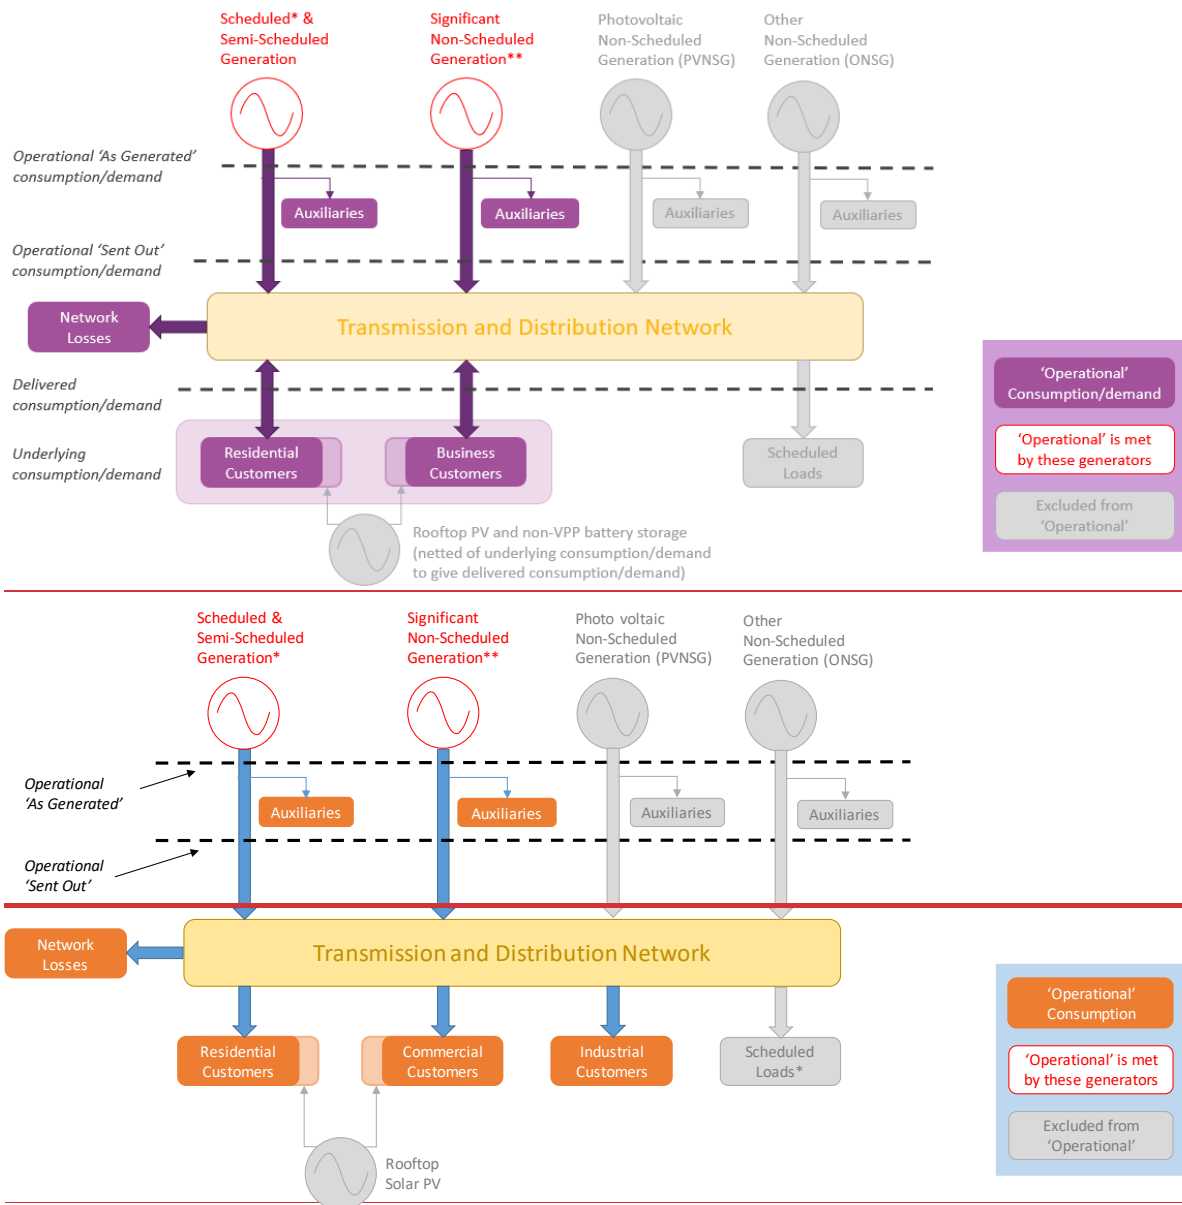 Scheduled* &
Semi-Scheduled
Generation
Significant
Non-Scheduled
Generation**
Photovoltaic
Non-Scheduled
Generation (PVNSG)
Other
Non-Scheduled
Generation (ONSG)
Operational ‘As Generated’
consumption/demand
Auxiliaries
Auxiliaries
Auxiliaries
Auxiliaries
Operational ‘Sent Out’
consumption/demand
Network
Losses
Transmission and Distribution Network
Delivered
consumption/demand
Underlying
consumption/demand
Residential
Customers
Business
Customers
Scheduled
Loads
Rooftop PV and non-VPP battery storage
(netted of underlying consumption/demand
to give delivered consumption/demand)
‘Operational’
Consumption/demand
‘Operational’ is met
by these generators
Excluded from
‘Operational’
Scheduled &
Semi-Scheduled
Generation*
Significant
Non-Scheduled
Generation**
Photo voltaic
Non-Scheduled
Generation (PVNSG)
Other
Non-Scheduled
Generation (ONSG)
Operational
‘As Generated’
Auxiliaries
Auxiliaries
Auxiliaries
Auxiliaries
Operational
‘Sent Out’
Network
Losses
Transmission and Distribution Network
Residential
Customers
Commercial
Customers
Industrial
Customers
Scheduled
Loads*
Rooftop
Solar PV
‘Operational’
Consumption
‘Operational’ is met
by these generators
Excluded from
‘Operational’